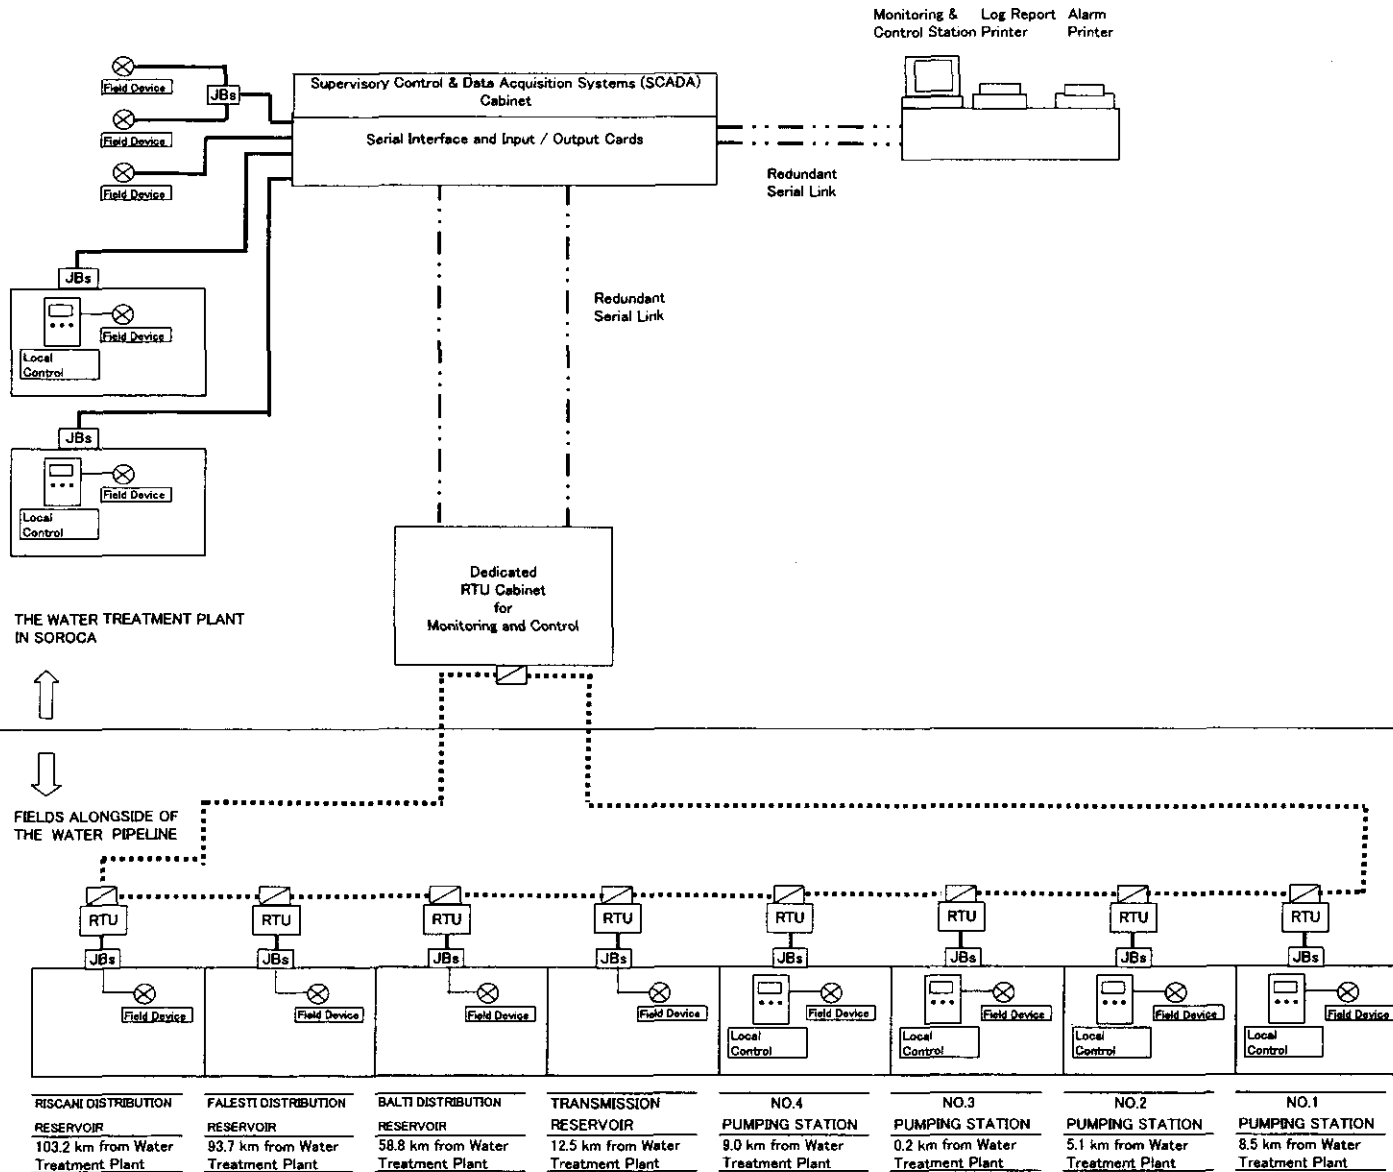 Monitoring & Control Station
Log Report Printer
Alarm Printer
Supervisory Control & Data Acquisition Systems (SCADA)
Cabinet
Serial Interface and Input / Output Cards
Field Device
JBs
Field Device
Field Device
Redundant
Serial Link
JBs
Field Device
Local
Control
Redundant
Serial Link
JBs
Field Device
Local
Control
Dedicated
RTU Cabinet
for
Monitoring and Control
THE WATER TREATMENT PLANT
IN SOROCA
FIELDS ALONGSIDE OF
THE WATER PIPELINE
RTU
RTU
RTU
RTU
RTU
RTU
RTU
RTU
JBs
JBs
JBs
JBs
JBs
JBs
JBs
JBs
Field Device
Field Device
Field Device
Field Device
Field Device
Field Device
Field Device
Field Device
Local
Control
Local
Control
Local
Control
Local
Control
RISCANI DISTRIBUTION
RESERVOIR
103.2 km from Water
Treatment Plant
FALESTI DISTRIBUTION
RESERVOIR
93.7 km from Water
Treatment Plant
BALTI DISTRIBUTION
RESERVOIR
58.8 km from Water
Treatment Plant
TRANSMISSION
RESERVOIR
12.5 km from Water
Treatment Plant
NO.4
PUMPING STATION
9.0 km from Water
Treatment Plant
NO.3
PUMPING STATION
0.2 km from Water
Treatment Plant
NO.2
PUMPING STATION
5.1 km from Water
Treatment Plant
NO.1
PUMPING STATION
8.5 km from Water
Treatment Plant